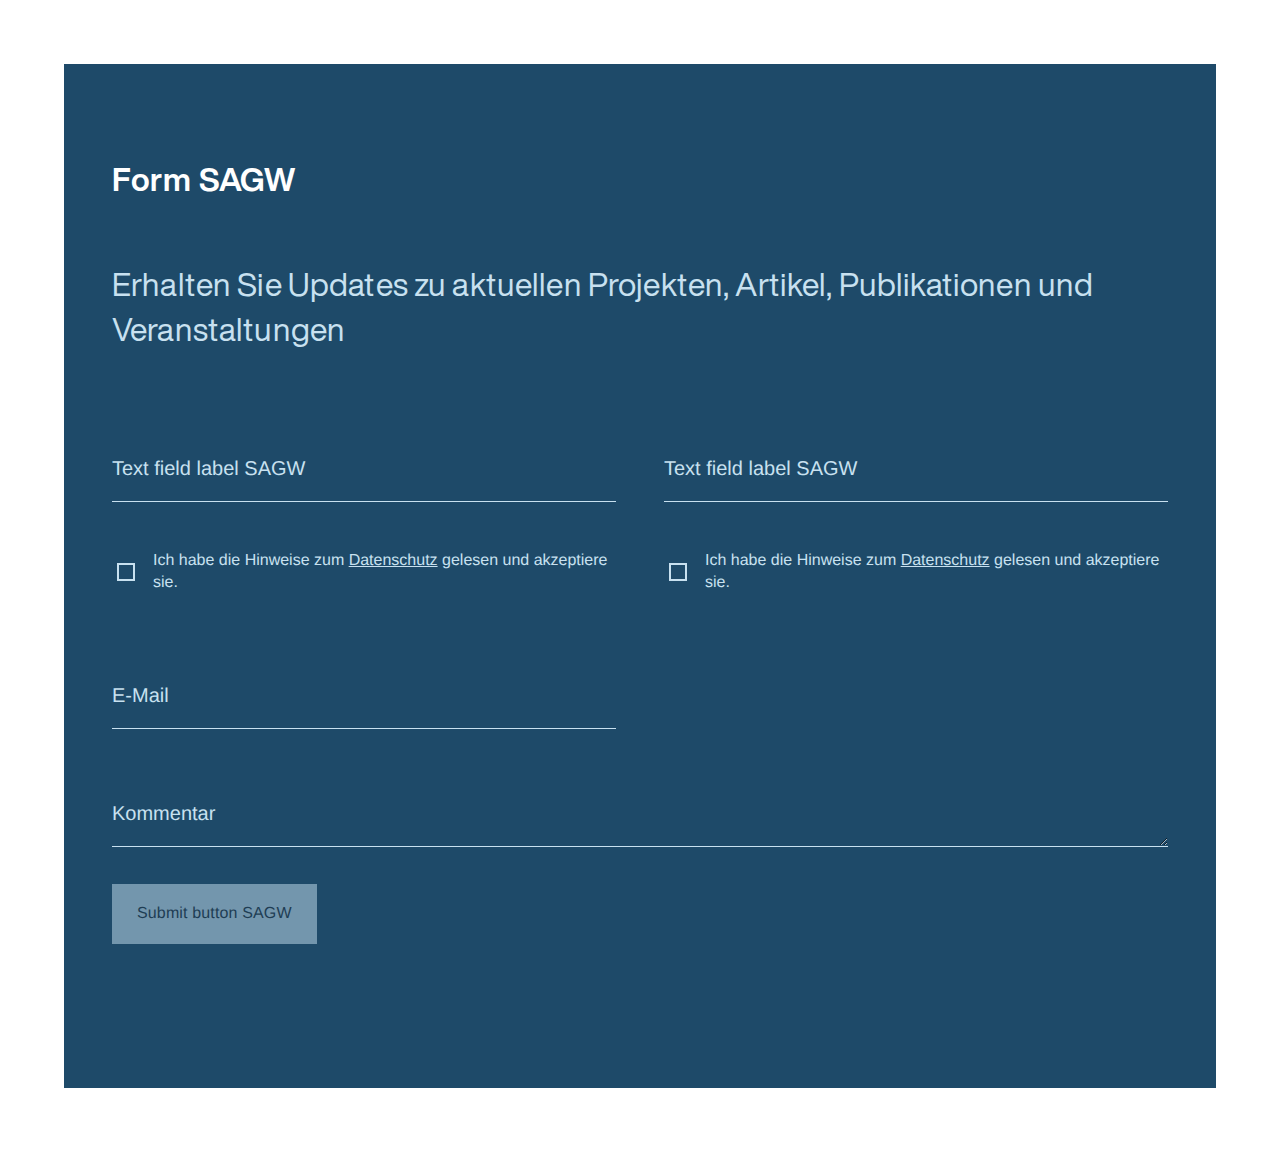 Form SAGW
Erhalten Sie Updates zu aktuellen Projekten, Artikel, Publikationen und
Veranstaltungen
Text field label SAGW
Text field label SAGW
Ich habe die Hinweise zum Datenschutz gelesen und akzeptiere
sie.
Ich habe die Hinweise zum Datenschutz gelesen und akzeptiere
sie.
E-Mail
Kommentar
Submit button SAGW